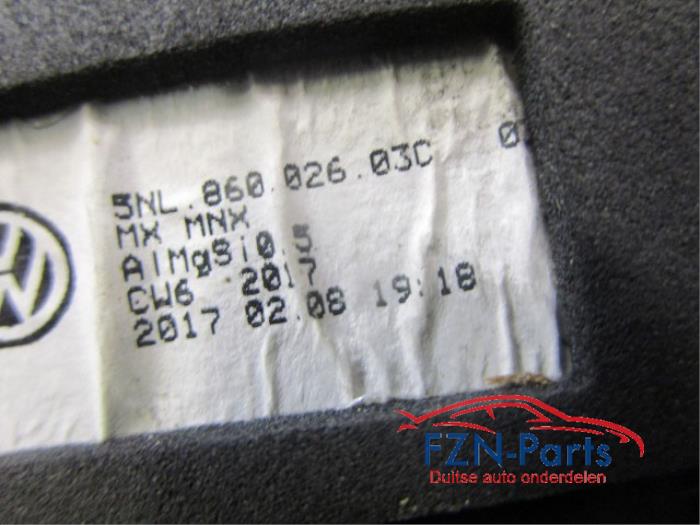 5NL.860.026.03C 0
MX MNX
AlMgSi0.5
CW6 2017
2017 02.08 19:18
FZN-Parts
Duitse auto onderdelen